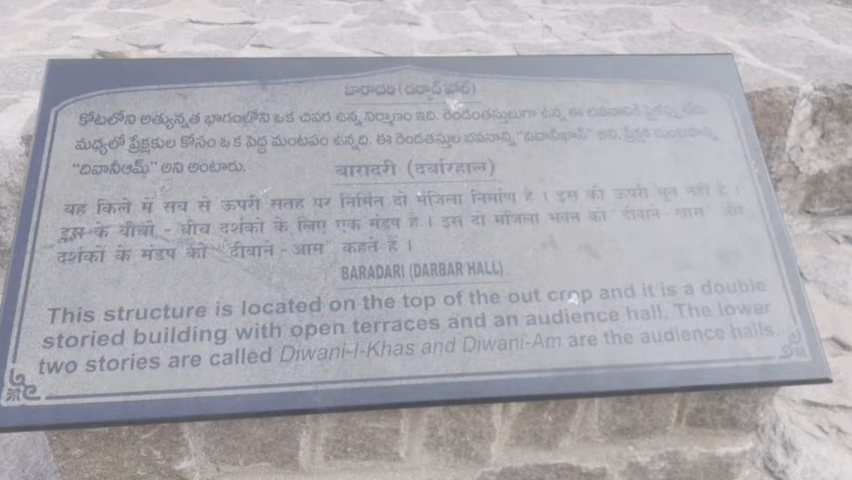 బారాదరి (దర్బార్ హాల్)
కోటలోని అత్యున్నత భాగంలోని ఒక చివర ఉన్న నిర్మాణం ఇది. రెండంతస్తులుగా ఉన్న ఈ భవనానికి పైకప్పు లేదు
మధ్యలో ప్రేక్షకుల కోసం ఒక పెద్ద మంటపం ఉన్నది. ఈ రెండతస్తుల భవనాన్ని "దివానీఖాస్" అని, ప్రేక్షక మంటపాన్ని
"దివానీఆమ్" అని అంటారు.
बारादरी (दर्बारहाल)
यह किले में सब से ऊपरी सतह पर निर्मित दो मंजिला निर्माण है । इस की ऊपरी छत नहीं है ।
इस के बीचों - बीच दर्शकों के लिए एक मंडप है । इस दो मंजिला भवन को "दीवाने - खास" और
दर्शकों के मंडप को "दीवाने - आम" कहते है ।
BARADARI (DARBAR HALL)
This structure is located on the top of the out crop and it is a double
storied building with open terraces and an audience hall. The lower
two stories are called Diwani-I-Khas and Diwani-Am are the audience halls.